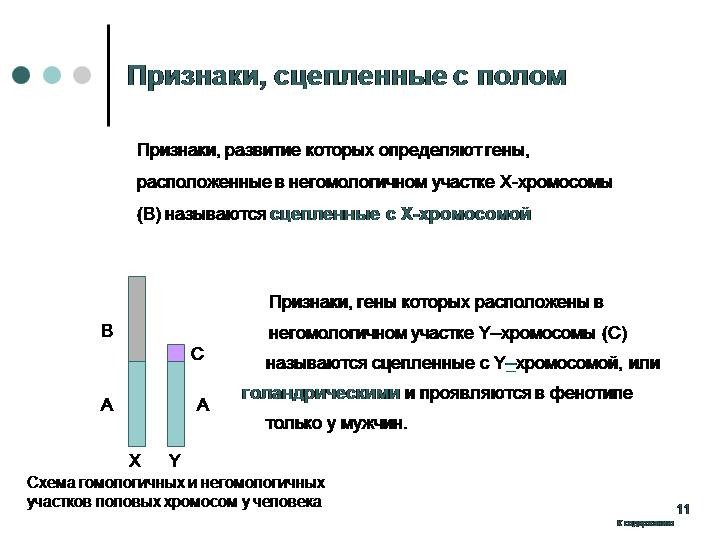 Признаки, сцепленные с полом
Признаки, развитие которых определяют гены,
расположенные в негомологичном участке Х-хромосомы
(В) называются сцепленные с Х-хромосомой
Признаки, гены которых расположены в
негомологичном участке Y–хромосомы (С)
называются сцепленные с Y–хромосомой, или
голандрическими и проявляются в фенотипе
только у мужчин.
В
С
А
А
Х
Y
Схема гомологичных и негомологичных
участков половых хромосом у человека
11
К содержанию